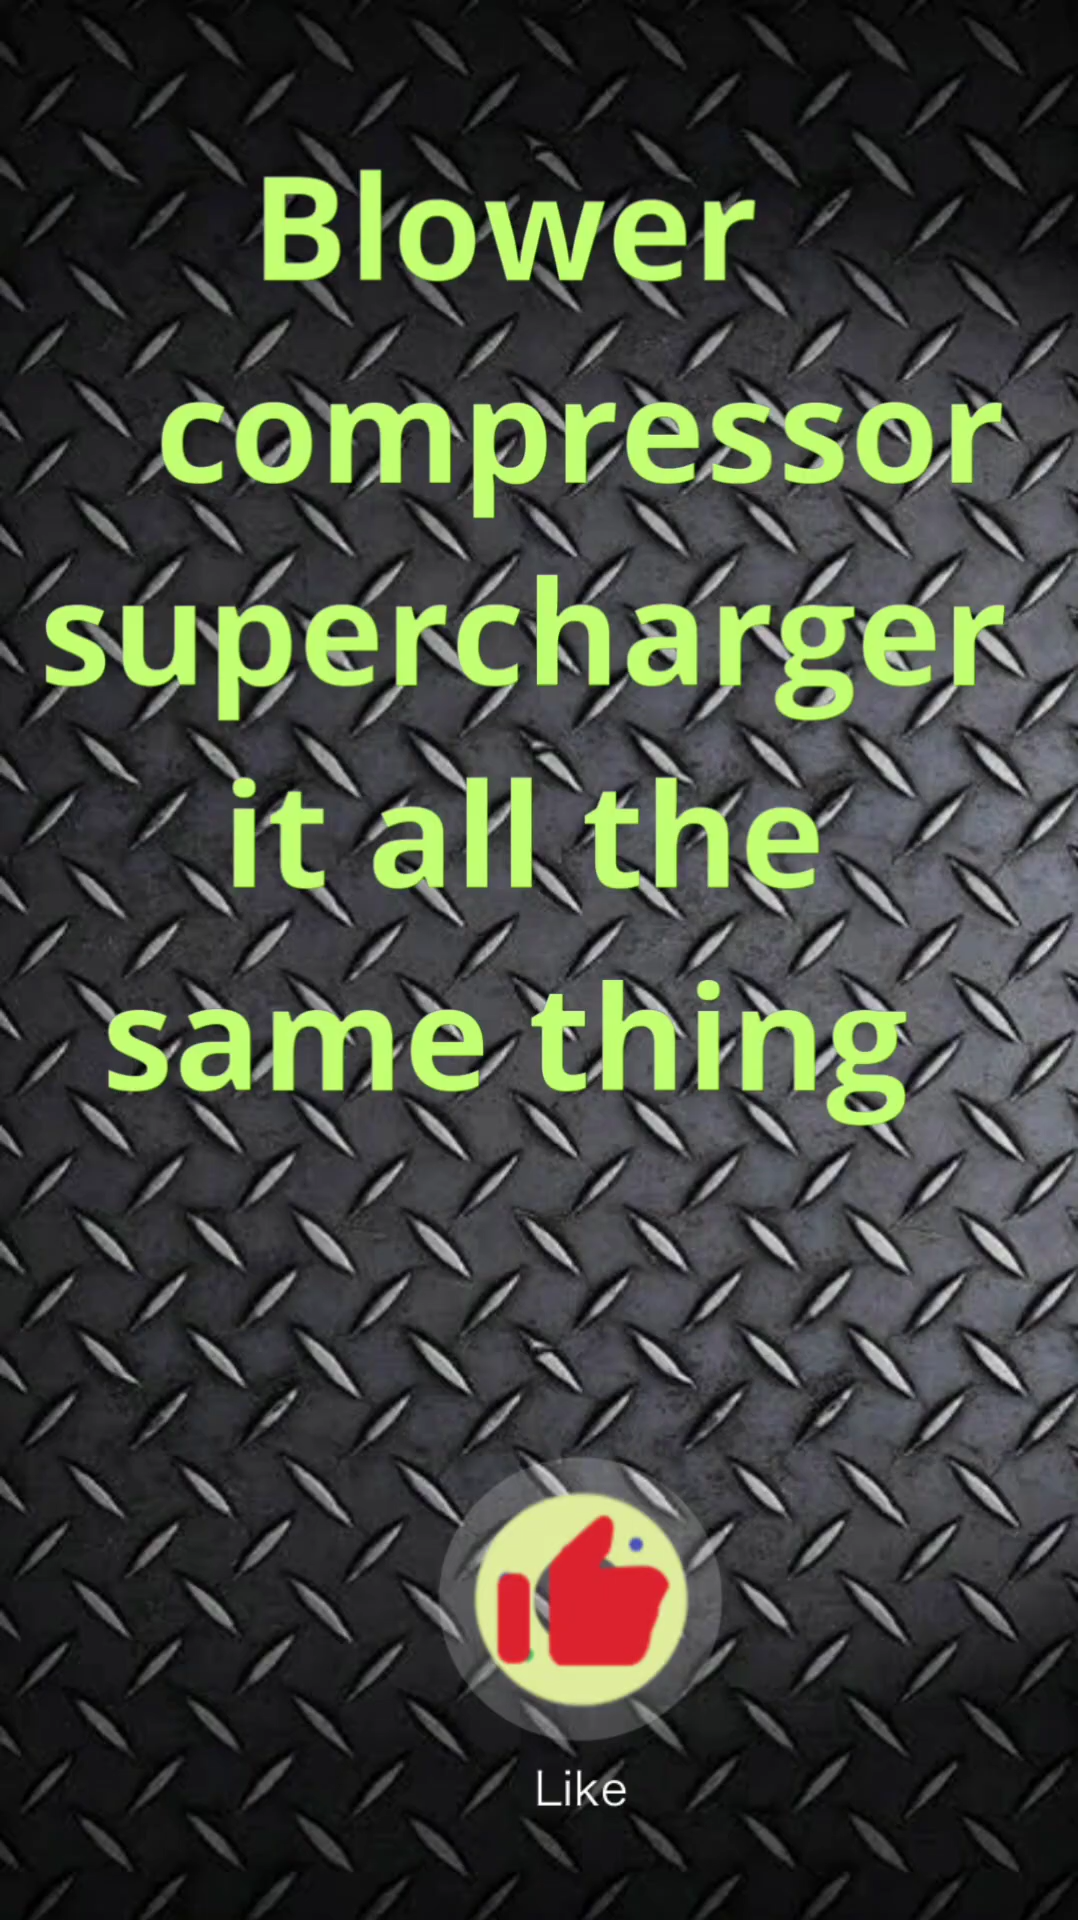 Blower
compressor
supercharger
it all the
same thing
Like